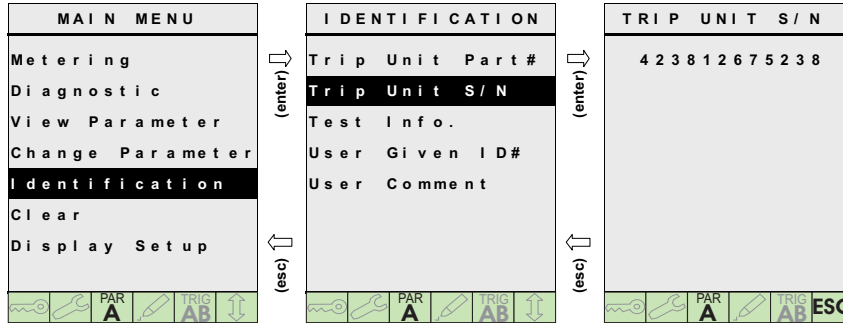 MAIN MENU
Metering
Diagnostic
View Parameter
Change Parameter
Identification
Clear
Display Setup
PAR
A
TRIG
AB
(enter)
(esc)
IDENTIFICATION
Trip Unit Part#
Trip Unit S/N
Test Info.
User Given ID#
User Comment
PAR
A
TRIG
AB
(enter)
(esc)
TRIP UNIT S/N
423812675238
PAR
A
TRIG
AB
ESC